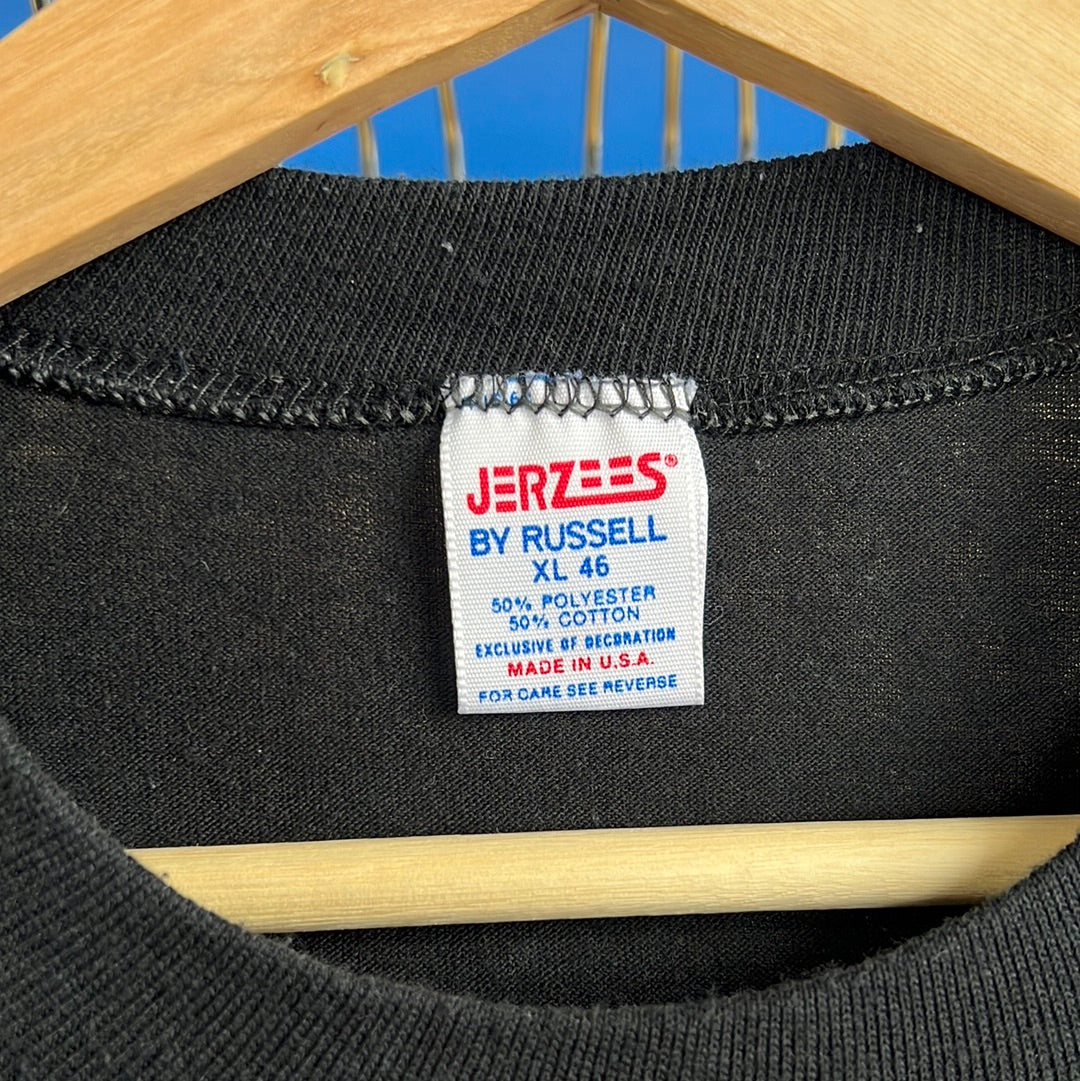 JERZEES®
BY RUSSELL
XL 46
50% POLYESTER
50% COTTON
EXCLUSIVE OF DECORATION
MADE IN U.S.A.
FOR CARE SEE REVERSE